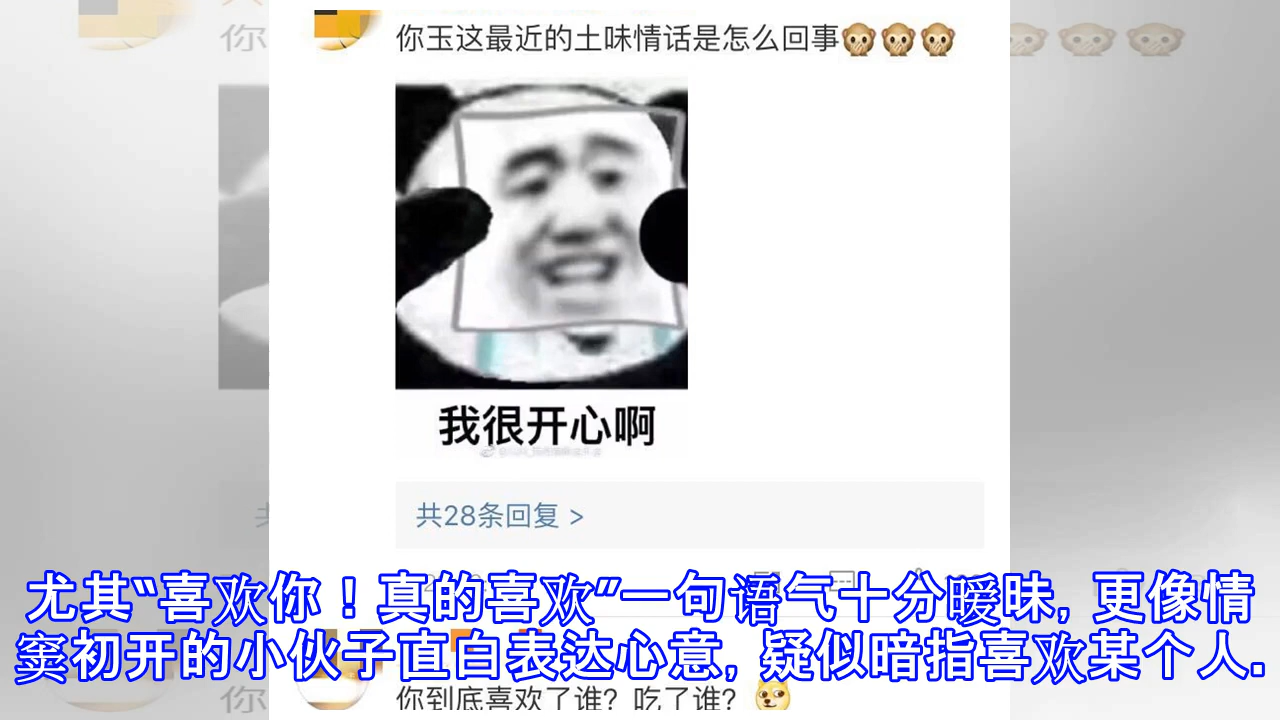 你玉这最近的土味情话是怎么回事🙊🙊🙊
我很开心啊
共28条回复 >
尤其“喜欢你！真的喜欢”一句语气十分暧昧, 更像情
窦初开的小伙子直白表达心意, 疑似暗指喜欢某个人.
你到底喜欢了谁？吃了谁？